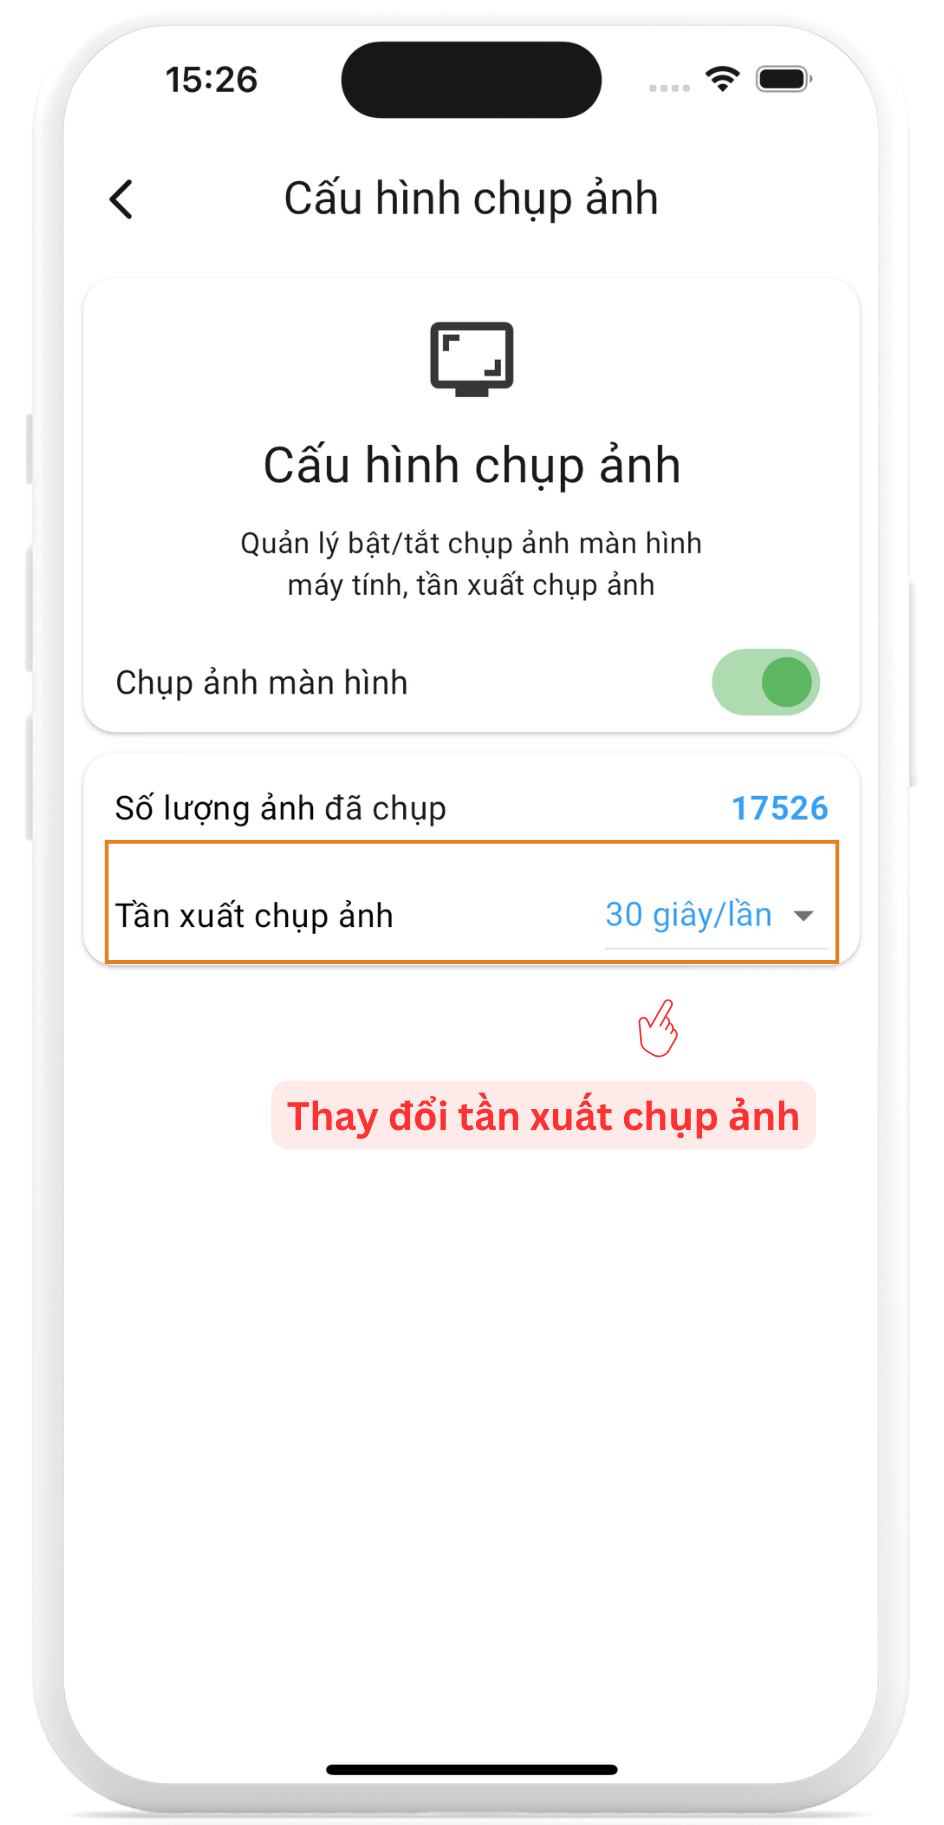 15:26
Cấu hình chụp ảnh
Cấu hình chụp ảnh
Quản lý bật/tắt chụp ảnh màn hình
máy tính, tần xuất chụp ảnh
Chụp ảnh màn hình
Số lượng ảnh đã chụp 17526
Tần xuất chụp ảnh 30 giây/lần
Thay đổi tần xuất chụp ảnh